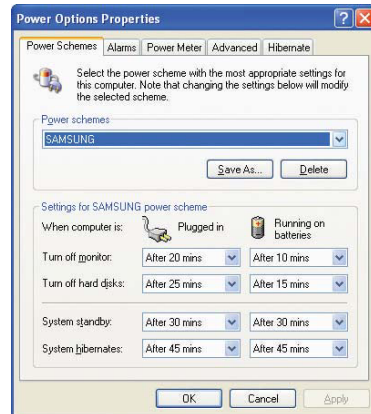 Power Options Properties
Power Schemes Alarms Power Meter Advanced Hibernate
Select the power scheme with the most appropriate settings for
this computer. Note that changing the settings below will modify
the selected scheme.
Power schemes
SAMSUNG
Save As... Delete
Settings for SAMSUNG power scheme
When computer is: Plugged in Running on
batteries
Turn off monitor: After 20 mins After 10 mins
Turn off hard disks: After 25 mins After 15 mins
System standby: After 30 mins After 30 mins
System hibernates: After 45 mins After 45 mins
OK Cancel Apply